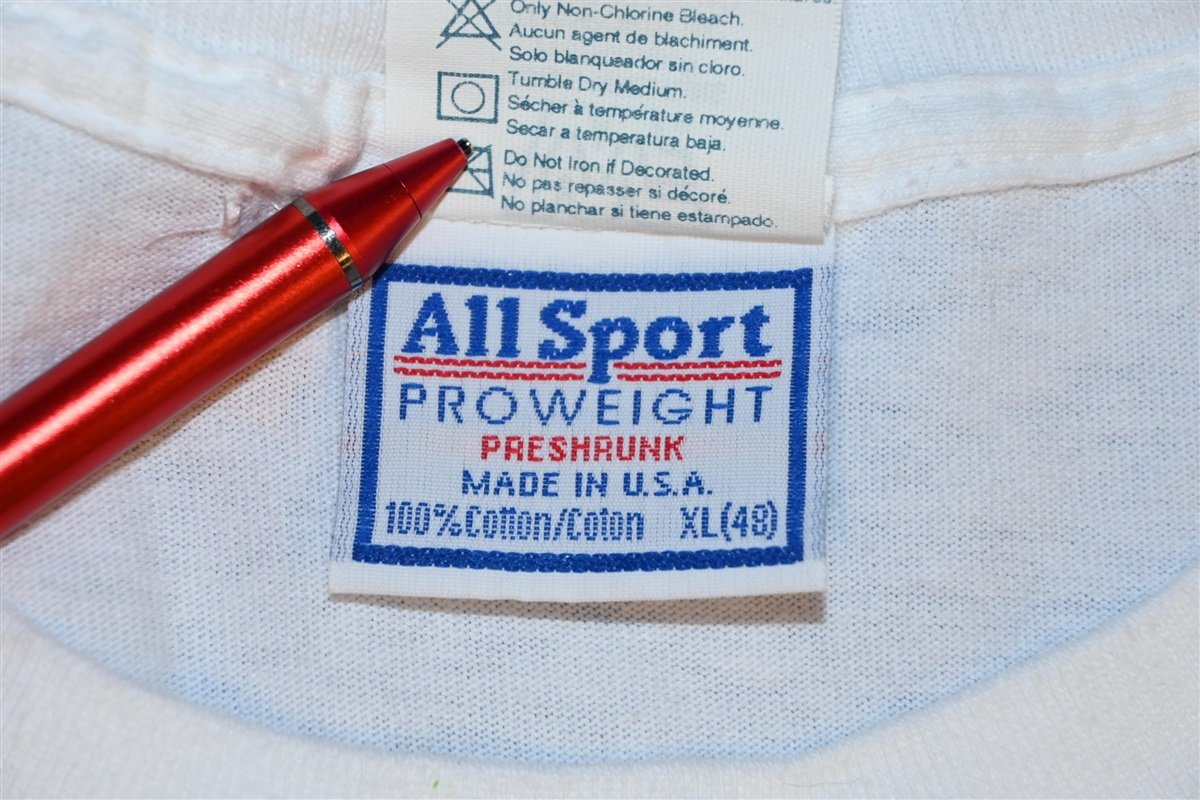 Only Non-Chlorine Bleach.
Aucun agent de blachiment.
Solo blanqueador sin cloro.
Tumble Dry Medium.
Sécher à température moyenne.
Secar a temperatura baja.
Do Not Iron if Decorated.
No pas repasser si décoré.
No planchar si tiene estampado.
All Sport
PROWEIGHT
PRESHRUNK
MADE IN U.S.A.
100% Cotton/Coton XL(48)